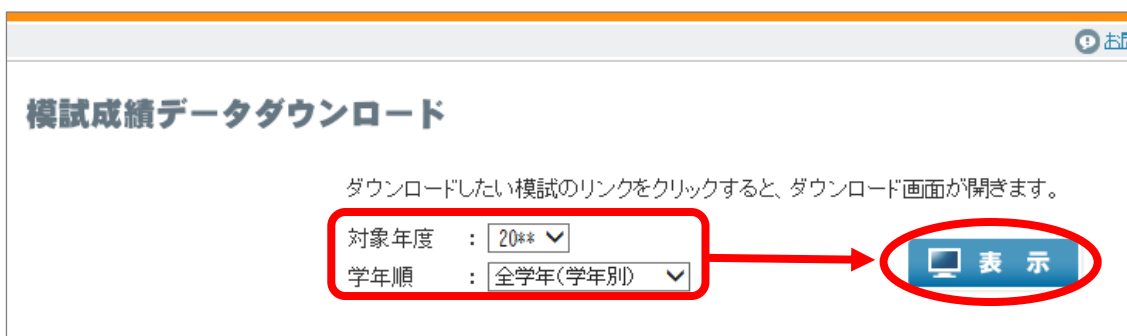 お問
模試成績データダウンロード
ダウンロードしたい模試のリンクをクリックすると、ダウンロード画面が開きます。
対象年度 : 20**
学年順 : 全学年(学年別)
表 示